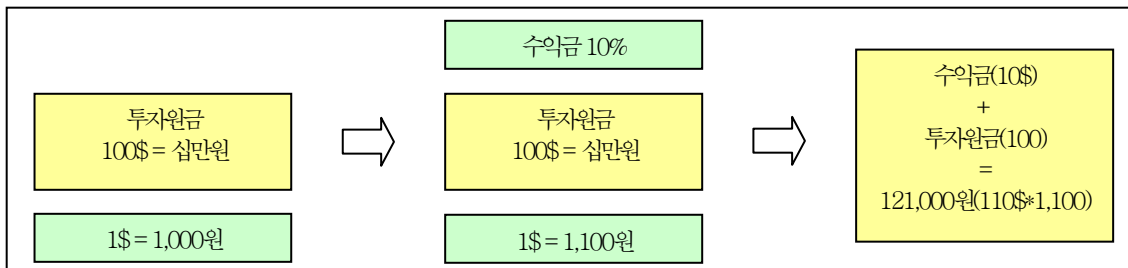 투자원금
100$ = 십만원
1$ = 1,000원
수익금 10%
투자원금
100$ = 십만원
1$ = 1,100원
수익금(10$)
+
투자원금(100)
=
121,000원(110$*1,100)